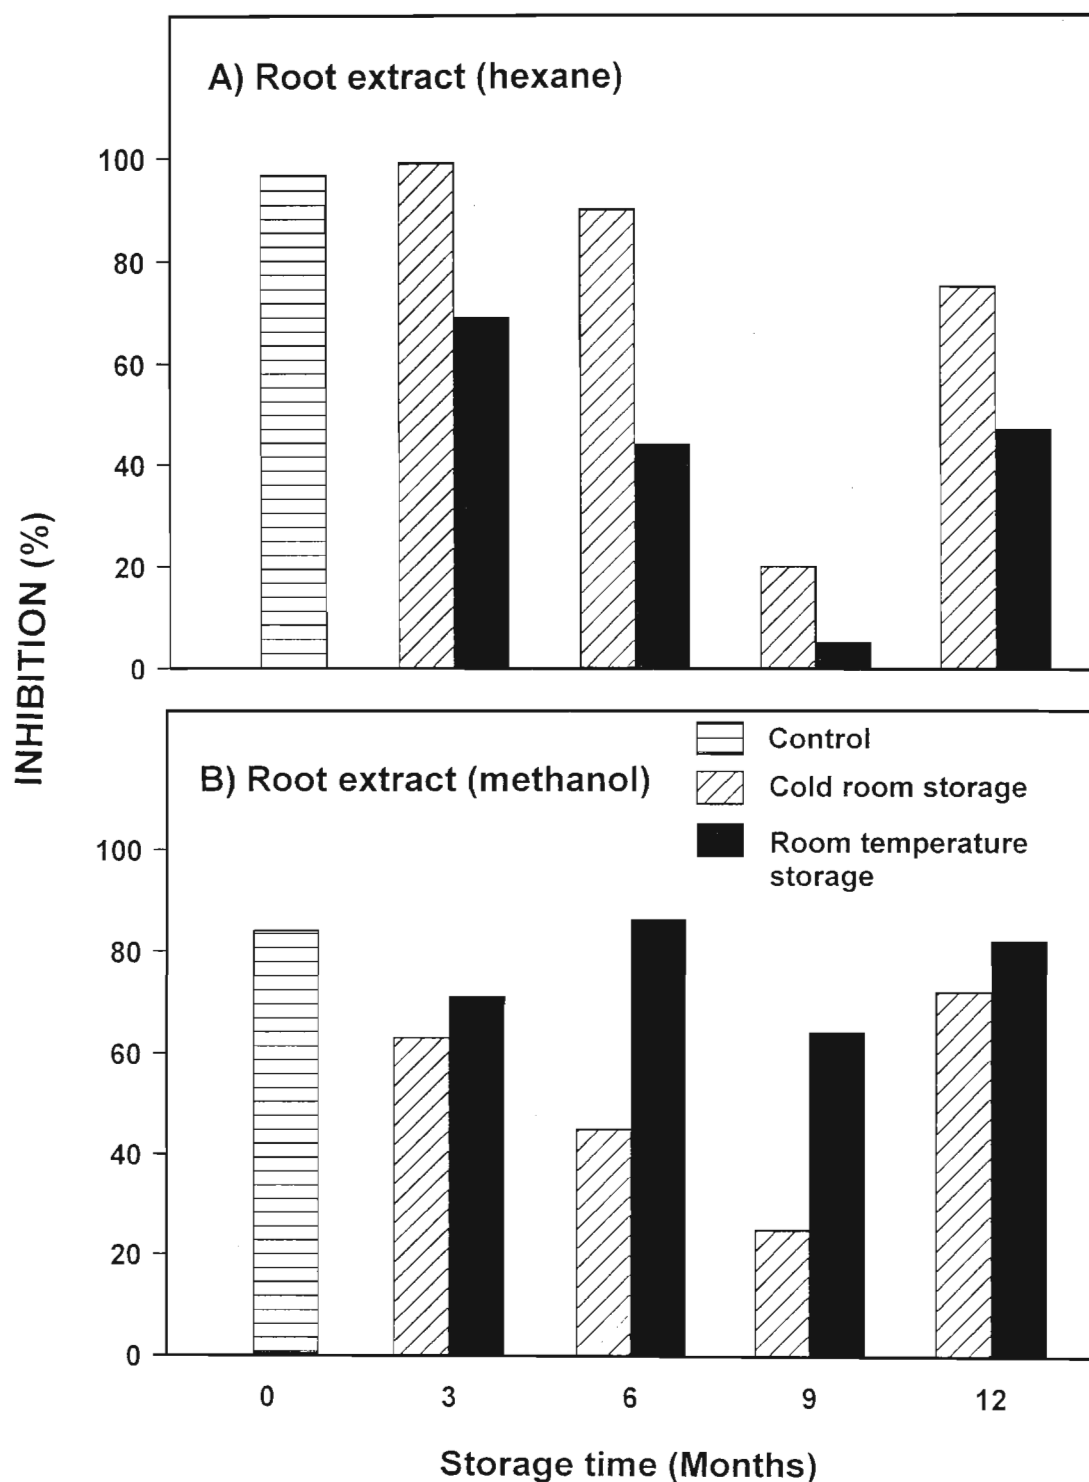 A) Root extract (hexane)
100
80
60
40
20
0
INHIBITION (%)
B) Root extract (methanol)
Control
Cold room storage
Room temperature
storage
100
80
60
40
20
0
0 3 6 9 12
Storage time (Months)